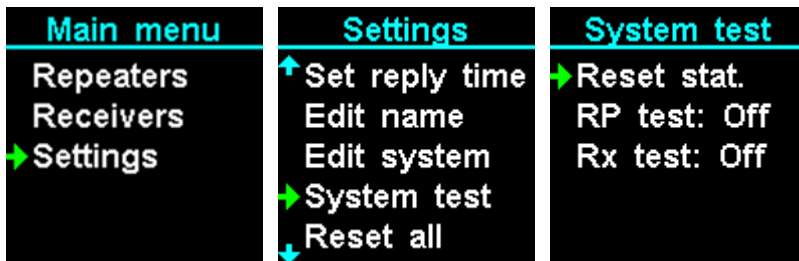 Main menu
Repeaters
Receivers
Settings
Settings
Set reply time
Edit name
Edit system
System test
Reset all
System test
Reset stat.
RP test: Off
Rx test: Off